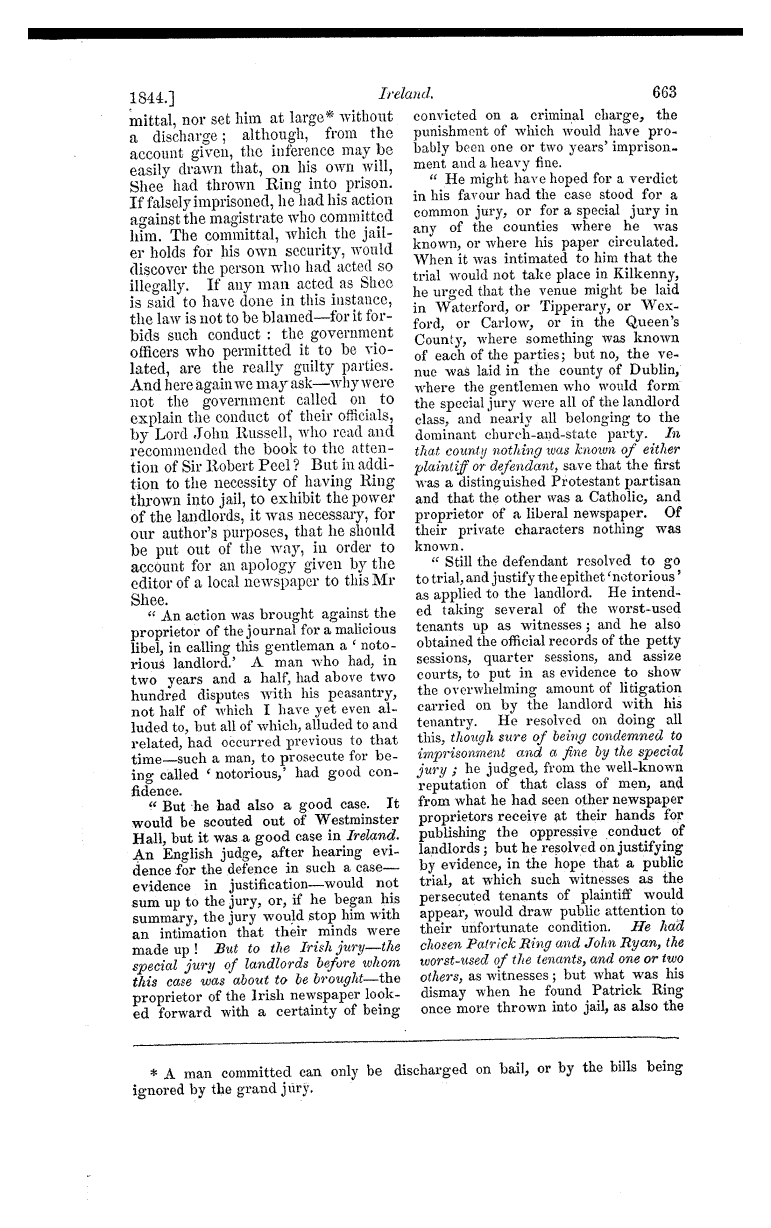 1844.]
Ireland.
663
mittal, nor set him at large* without
a discharge; although, from the
account given, the inference may be
easily drawn that, on his own will,
Shee had thrown Ring into prison.
If falsely imprisoned, he had his action
against the magistrate who committed
him. The committal, which the jail-
er holds for his own security, would
discover the person who had acted so
illegally. If any man acted as Shee
is said to have done in this instance,
the law is not to be blamed—for it for-
bids such conduct: the government
officers who permitted it to be vio-
lated, are the really guilty parties.
And here again we may ask—why were
not the government called on to
explain the conduct of their officials,
by Lord John Russell, who read and
recommended the book to the atten-
tion of Sir Robert Peel? But in addi-
tion to the necessity of having Ring
thrown into jail, to exhibit the power
of the landlords, it was necessary, for
our author's purposes, that he should
be put out of the way, in order to
account for an apology given by the
editor of a local newspaper to this Mr
Shee.
" An action was brought against the
proprietor of the journal for a malicious
libel, in calling this gentleman a ' noto-
rious landlord.' A man who had, in
two years and a half, had above two
hundred disputes with his peasantry,
not half of which I have yet even al-
luded to, but all of which, alluded to and
related, had occurred previous to that
time—such a man, to prosecute for be-
ing called ' notorious,' had good con-
fidence.
" But he had also a good case. It
would be scouted out of Westminster
Hall, but it was a good case in Ireland.
An English judge, after hearing evi-
dence for the defence in such a case—
evidence in justification—would not
sum up to the jury, or, if he began his
summary, the jury would stop him with
an intimation that their minds were
made up! But to the Irish jury—the
special jury of landlords before whom
this case was about to be brought—the
proprietor of the Irish newspaper look-
ed forward with a certainty of being
convicted on a criminal charge, the
punishment of which would have pro-
bably been one or two years' imprison-
ment and a heavy fine.
" He might have hoped for a verdict
in his favour had the case stood for a
common jury, or for a special jury in
any of the counties where he was
known, or where his paper circulated.
When it was intimated to him that the
trial would not take place in Kilkenny,
he urged that the venue might be laid
in Waterford, or Tipperary, or Wex-
ford, or Carlow, or in the Queen's
County, where something was known
of each of the parties; but no, the ve-
nue was laid in the county of Dublin,
where the gentlemen who would form
the special jury were all of the landlord
class, and nearly all belonging to the
dominant church-and-state party. In
that county nothing was known of either
plaintiff or defendant, save that the first
was a distinguished Protestant partisan
and that the other was a Catholic, and
proprietor of a liberal newspaper. Of
their private characters nothing was
known.
" Still the defendant resolved to go
to trial, and justify the epithet ' notorious '
as applied to the landlord. He intend-
ed taking several of the worst-used
tenants up as witnesses; and he also
obtained the official records of the petty
sessions, quarter sessions, and assize
courts, to put in as evidence to show
the overwhelming amount of litigation
carried on by the landlord with his
tenantry. He resolved on doing all
this, though sure of being condemned to
imprisonment and a fine by the special
jury; he judged, from the well-known
reputation of that class of men, and
from what he had seen other newspaper
proprietors receive at their hands for
publishing the oppressive conduct of
landlords; but he resolved on justifying
by evidence, in the hope that a public
trial, at which such witnesses as the
persecuted tenants of plaintiff would
appear, would draw public attention to
their unfortunate condition. He had
chosen Patrick Ring and John Ryan, the
worst-used of the tenants, and one or two
others, as witnesses; but what was his
dismay when he found Patrick Ring
once more thrown into jail, as also the
* A man committed can only be discharged on bail, or by the bills being
ignored by the grand jury.